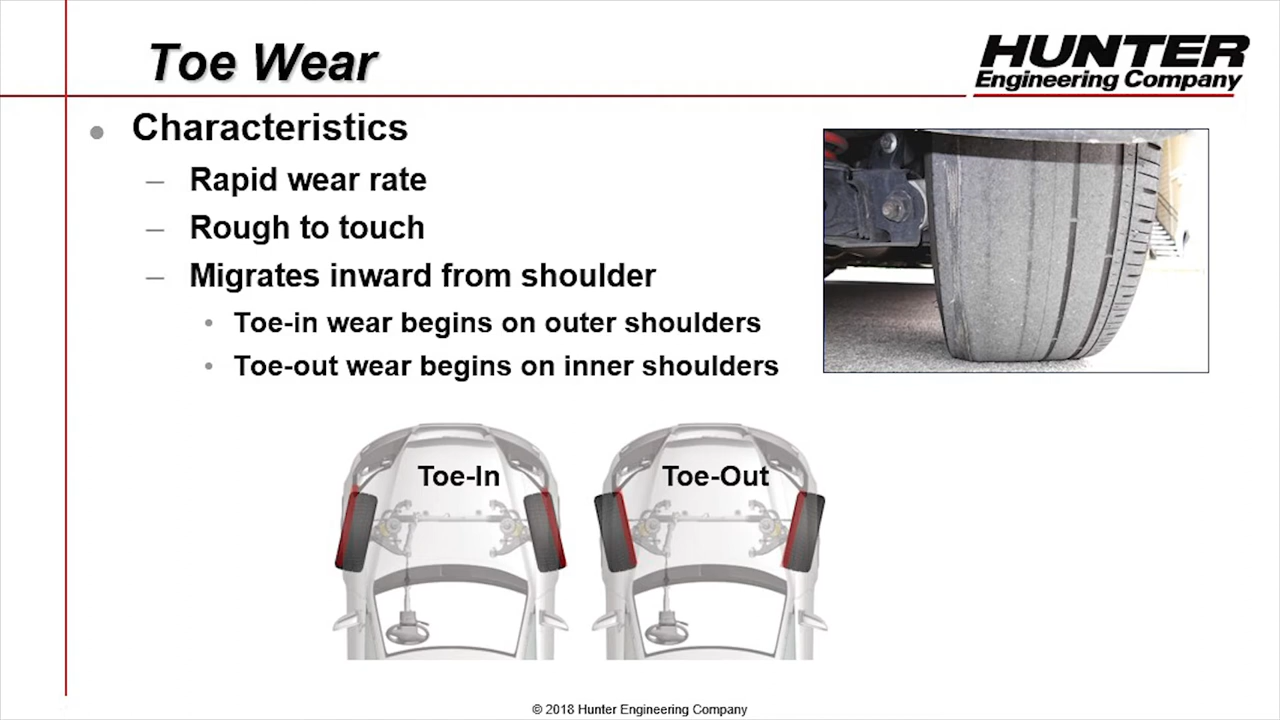 Toe Wear
HUNTER
Engineering Company
Characteristics
Rapid wear rate
Rough to touch
Migrates inward from shoulder
Toe-in wear begins on outer shoulders
Toe-out wear begins on inner shoulders
Toe-In
Toe-Out
© 2018 Hunter Engineering Company